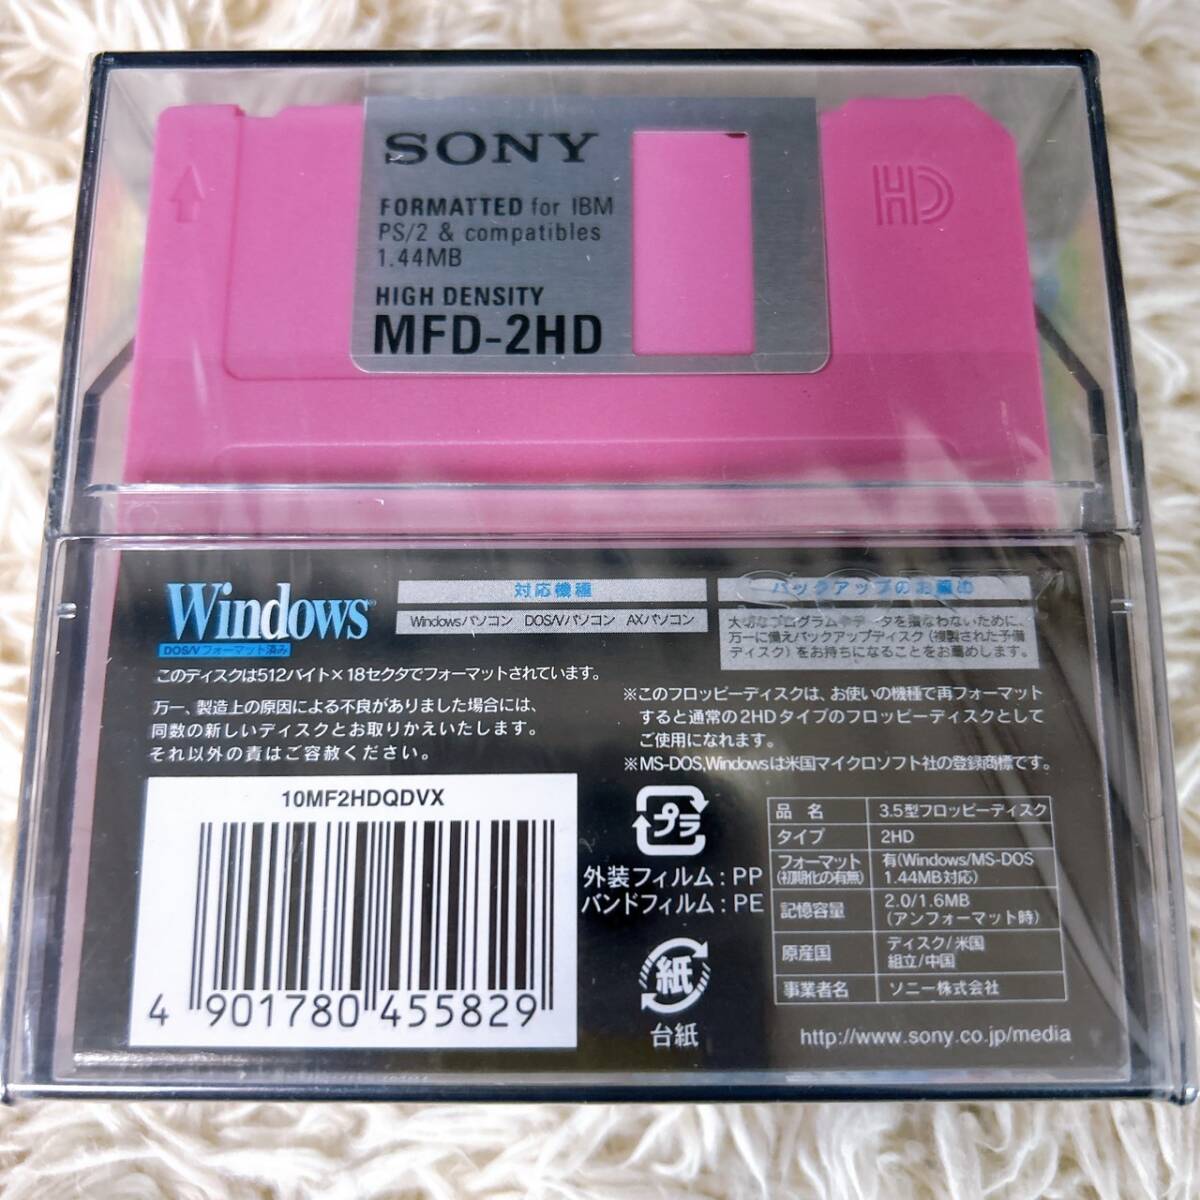 SONY
FORMATTED for IBM
PS/2 & compatibles
1.44MB
HIGH DENSITY
MFD-2HD
HD
Windows
DOS/Vフォーマット済み
対応機種
Windowsパソコン DOS/Vパソコン AXパソコン
バックアップのお薦め
SONY
大切なプログラムやデータを損なわないために、
万一に備えバックアップディスク(複製された予備
ディスク)をお持ちになることをお薦めします。
このディスクは512バイト×18セクタでフォーマットされています。
万一、製造上の原因による不良がありました場合には、
同数の新しいディスクとお取りかえいたします。
それ以外の責はご容赦ください。
※このフロッピーディスクは、お使いの機種で再フォーマット
すると通常の2HDタイプのフロッピーディスクとして
ご使用になれます。
※MS-DOS,Windowsは米国マイクロソフト社の登録商標です。
10MF2HDQDVX
4 901780 455829
プラ
外装フィルム:PP
バンドフィルム:PE
紙
台紙
品名 3.5型フロッピーディスク
タイプ 2HD
フォーマット 有(Windows/MS-DOS
(初期化の有無) 1.44MB対応)
記憶容量 2.0/1.6MB
(アンフォーマット時)
原産国 ディスク/米国
組立/中国
事業者名 ソニー株式会社
http://www.sony.co.jp/media